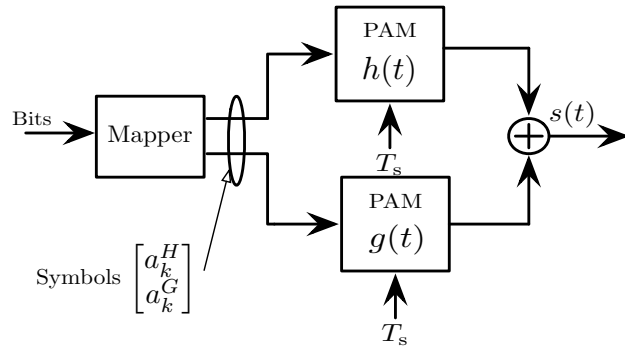 Bits
Mapper
PAM
h(t)
T_s
PAM
g(t)
T_s
s(t)
Symbols [a_k^H a_k^G]